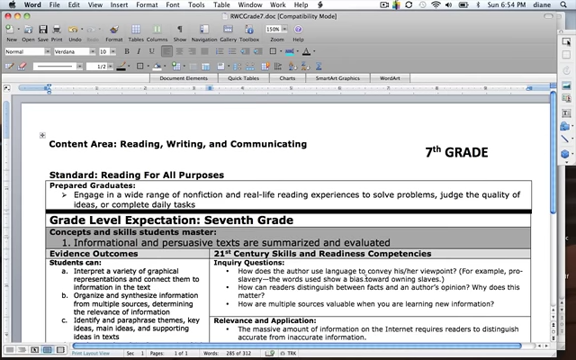 Word File Edit View Insert Format Font Tools Table Window Work Help Sun 6:54 PM diane
RWCGrade7.doc [Compatibility Mode]
150%
New Open Save Print Undo Redo Format Tables Columns Show Navigation Gallery Toolbox Zoom Help
Normal Verdana 10
1/2
Document Elements Quick Tables Charts SmartArt Graphics WordArt
Content Area: Reading, Writing, and Communicating
7th GRADE
Standard: Reading For All Purposes
Prepared Graduates:
➢ Engage in a wide range of nonfiction and real-life reading experiences to solve problems, judge the quality of
ideas, or complete daily tasks
Grade Level Expectation: Seventh Grade
Concepts and skills students master:
1. Informational and persuasive texts are summarized and evaluated
Evidence Outcomes
Students can:
a. Interpret a variety of graphical
representations and connect them to
information in the text
b. Organize and synthesize information
from multiple sources, determining
the relevance of information
c. Identify and paraphrase themes, key
ideas, main ideas, and supporting
ideas in texts
21st Century Skills and Readiness Competencies
Inquiry Questions:
• How does the author use language to convey his/her viewpoint? (For example, pro-
slavery—the words used show a bias toward owning slaves.)
• How can readers distinguish between facts and an author's opinion? Why does this
matter?
• How are multiple sources valuable when you are learning new information?
Relevance and Application:
• The massive amount of information on the Internet requires readers to distinguish
accurate from inaccurate information.
Print Layout View Sec 1 Pages: 1 of 1 Words: 285 of 312 TRK